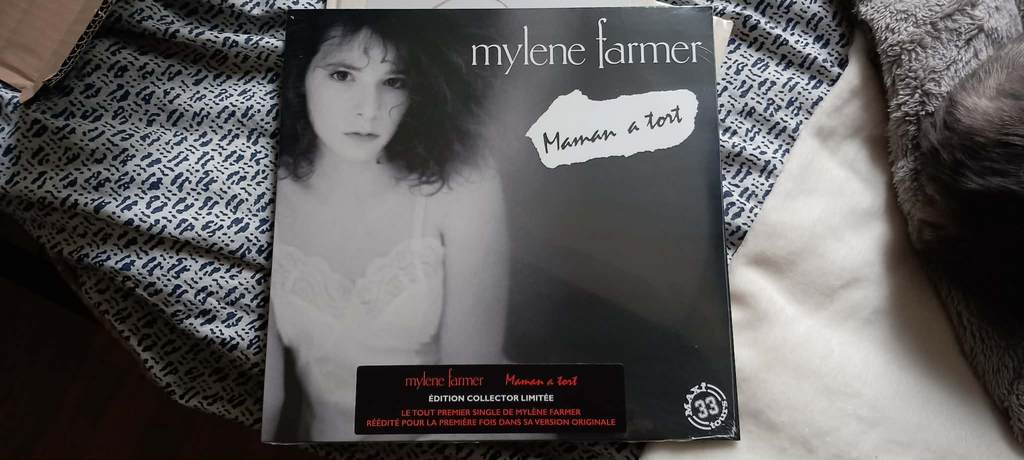 mylene farmer
Maman a tort
mylene farmer Maman a tort
ÉDITION COLLECTOR LIMITÉE
LE TOUT PREMIER SINGLE DE MYLÈNE FARMER
RÉÉDITÉ POUR LA PREMIÈRE FOIS DANS SA VERSION ORIGINALE
MAXI
33
tours